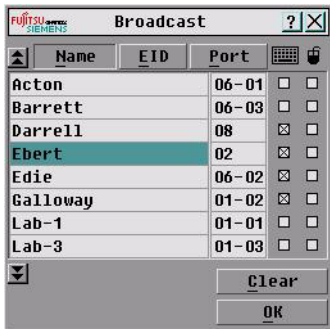 FUJITSU SIEMENS Broadcast ? X
Name EID Port
Acton 06-01
Barrett 06-03
Darrell 08
Ebert 02
Edie 06-02
Galloway 01-02
Lab-1 01-01
Lab-3 01-03
Clear
OK